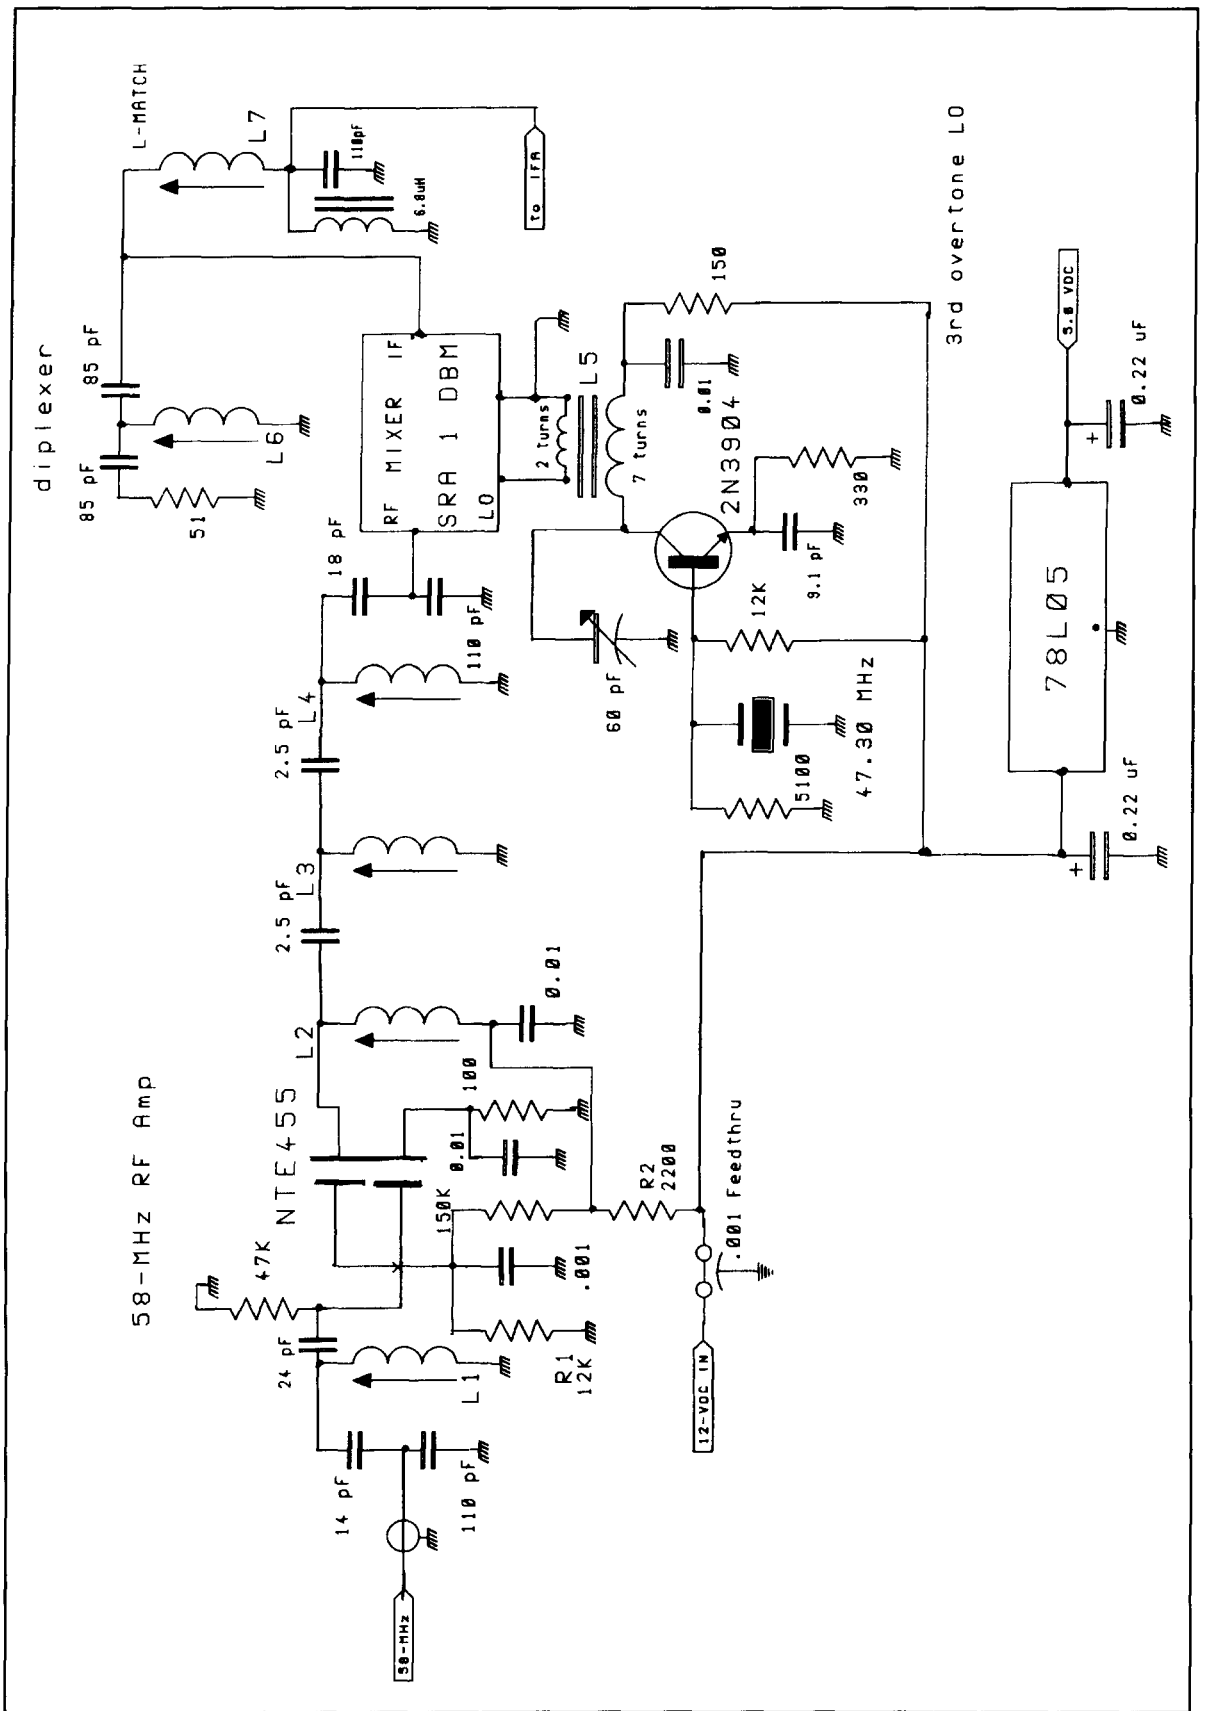 58-MHz RF Amp
diplexer
L-MATCH
85 pF
85 pF
L7
51
L6
110pF
6.8uH
To IFA
47K
NTE455
L2
2.5 pF
L3
2.5 pF
L4
18 pF
24 pF
14 pF
110 pF
L1
R1
12K
.001
150K
0.01
100
0.01
110 pF
RF MIXER IF
SRA 1 DBM
LO
2 turns
L5
7 turns
58-MHz
R2
2200
60 pF
2N3904
0.01
150
12-VDC IN
.001 Feedthru
5100
47.30 MHz
12K
9.1 pF
330
3rd overtone LO
78L05
5.0 VDC
+
0.22 uF
+
0.22 uF